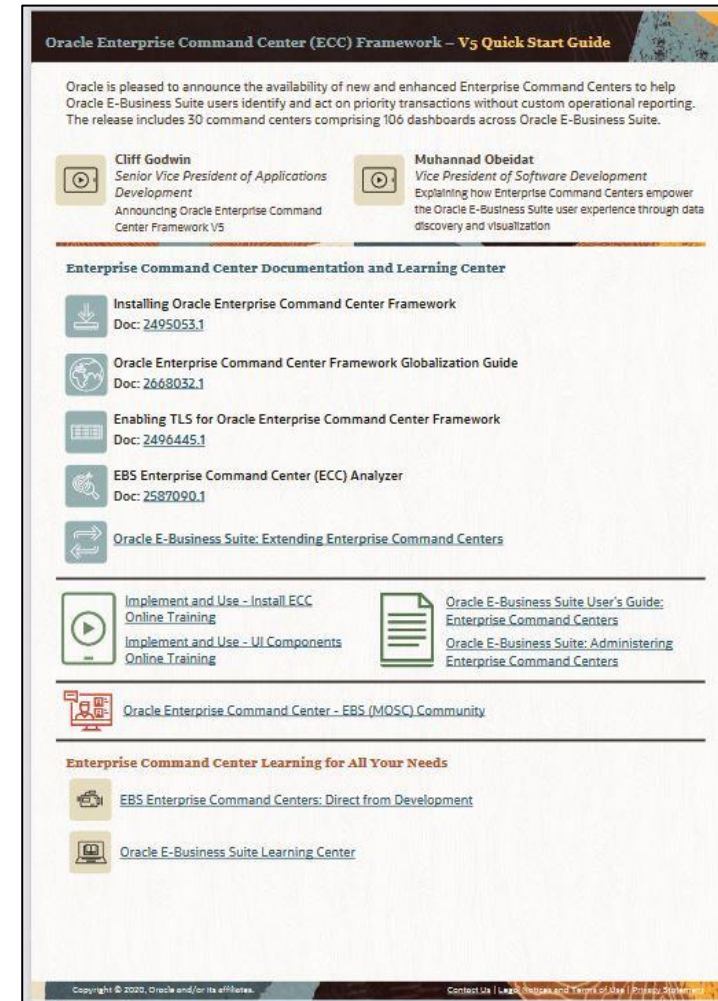 Oracle Enterprise Command Center (ECC) Framework – V5 Quick Start Guide
Oracle is pleased to announce the availability of new and enhanced Enterprise Command Centers to help
Oracle E-Business Suite users identify and act on priority transactions without custom operational reporting.
The release includes 30 command centers comprising 106 dashboards across Oracle E-Business Suite.
Cliff Godwin
Senior Vice President of Applications
Development
Announcing Oracle Enterprise Command
Center Framework V5
Muhannad Obeidat
Vice President of Software Development
Explaining how Enterprise Command Centers empower
the Oracle E-Business Suite user experience through data
discovery and visualization
Enterprise Command Center Documentation and Learning Center
Installing Oracle Enterprise Command Center Framework
Doc: 2495053.1
Oracle Enterprise Command Center Framework Globalization Guide
Doc: 2668032.1
Enabling TLS for Oracle Enterprise Command Center Framework
Doc: 2496445.1
EBS Enterprise Command Center (ECC) Analyzer
Doc: 2587090.1
Oracle E-Business Suite: Extending Enterprise Command Centers
Implement and Use - Install ECC
Online Training
Implement and Use - UI Components
Online Training
Oracle E-Business Suite User's Guide:
Enterprise Command Centers
Oracle E-Business Suite: Administering
Enterprise Command Centers
Oracle Enterprise Command Center - EBS (MOSC) Community
Enterprise Command Center Learning for All Your Needs
EBS Enterprise Command Centers: Direct from Development
Oracle E-Business Suite Learning Center
Copyright © 2020, Oracle and/or its affiliates.
Contact Us | Legal Notices and Terms of Use | Privacy Statement